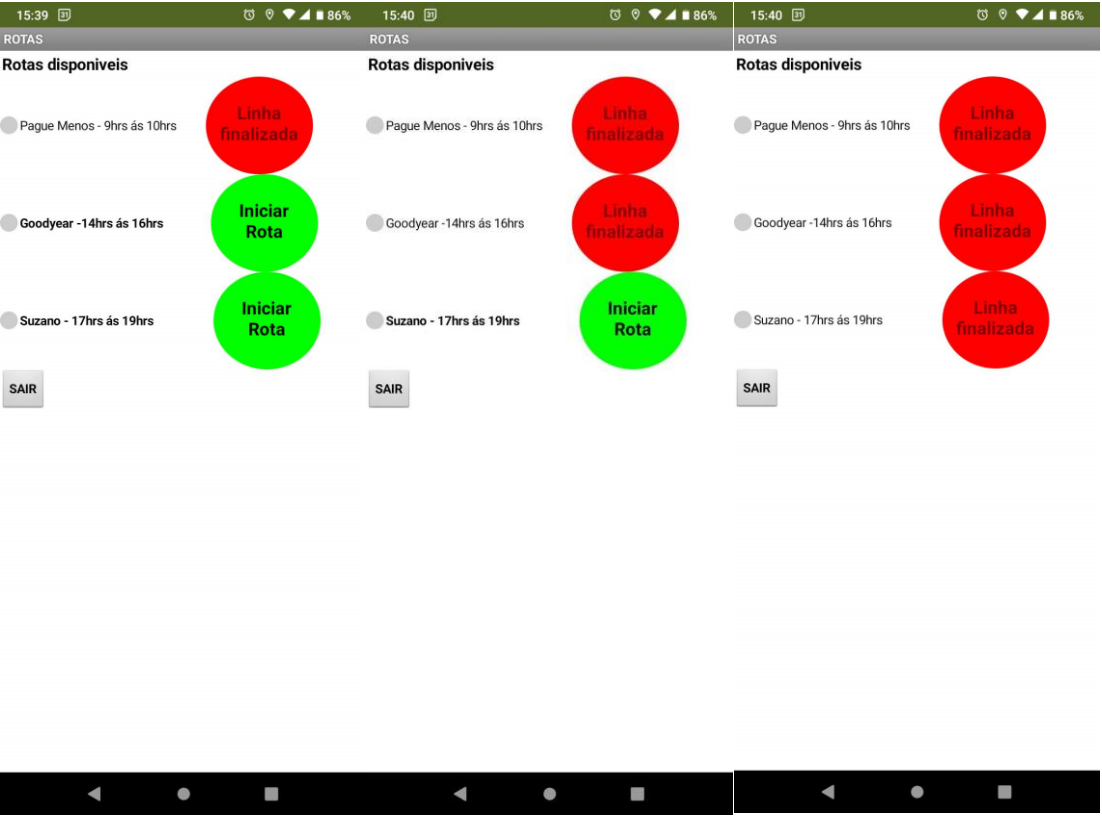 15:39 31 86%
ROTAS
Rotas disponiveis
Pague Menos - 9hrs ás 10hrs
Linha
finalizada
Goodyear -14hrs ás 16hrs
Iniciar
Rota
Suzano - 17hrs ás 19hrs
Iniciar
Rota
SAIR
15:40 31 86%
ROTAS
Rotas disponiveis
Pague Menos - 9hrs ás 10hrs
Linha
finalizada
Goodyear -14hrs ás 16hrs
Linha
finalizada
Suzano - 17hrs ás 19hrs
Iniciar
Rota
SAIR
15:40 31 86%
ROTAS
Rotas disponiveis
Pague Menos - 9hrs ás 10hrs
Linha
finalizada
Goodyear -14hrs ás 16hrs
Linha
finalizada
Suzano - 17hrs ás 19hrs
Linha
finalizada
SAIR